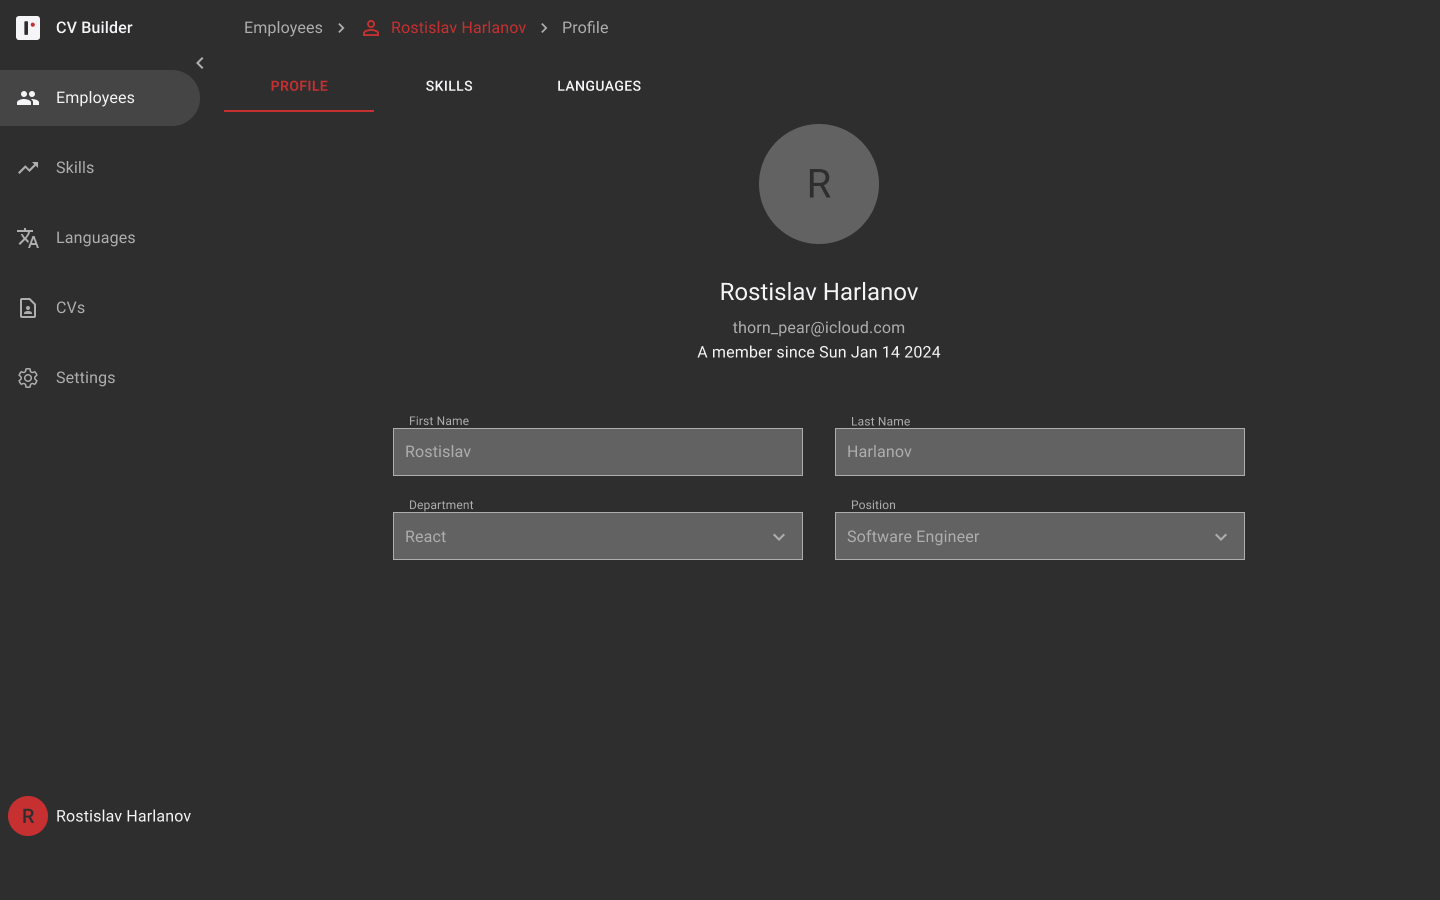 CV Builder
Employees
Skills
Languages
CVs
Settings
R
Rostislav Harlanov
Employees > Rostislav Harlanov > Profile
PROFILE SKILLS LANGUAGES
R
Rostislav Harlanov
thorn_pear@icloud.com
A member since Sun Jan 14 2024
First Name
Rostislav
Last Name
Harlanov
Department
React
Position
Software Engineer